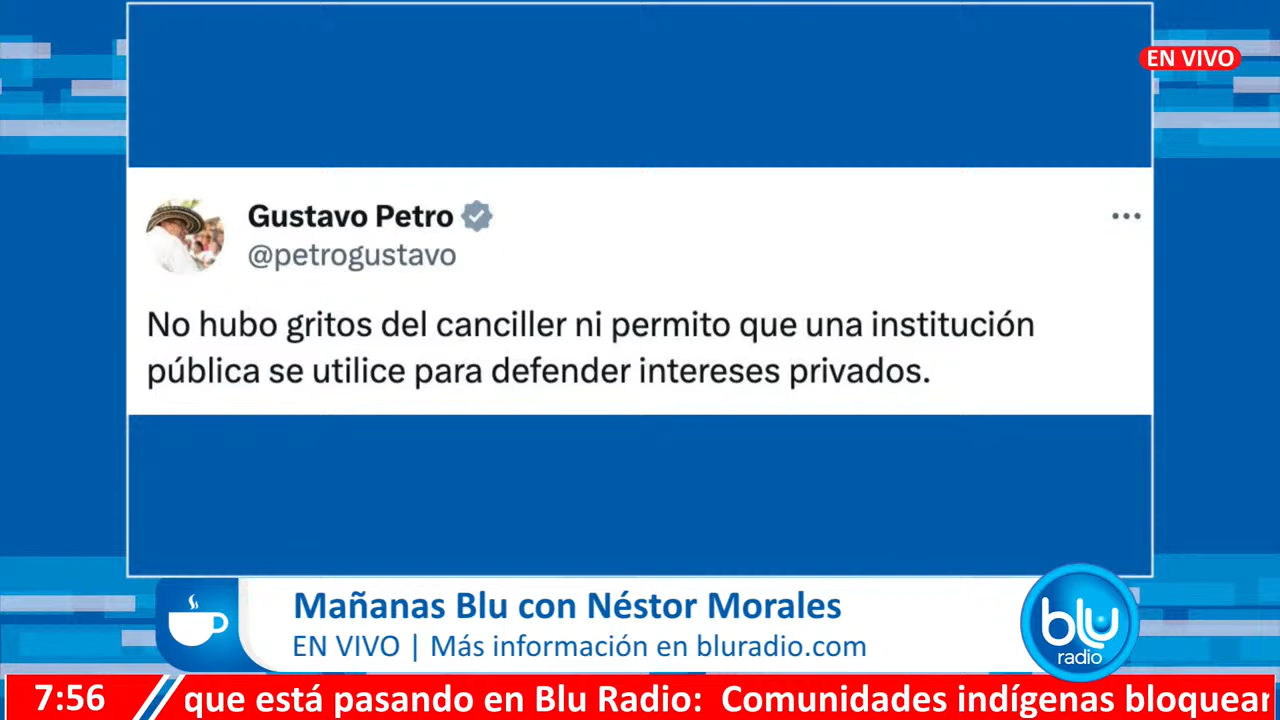 EN VIVO
Gustavo Petro
@petrogustavo
No hubo gritos del canciller ni permito que una institución
pública se utilice para defender intereses privados.
Mañanas Blu con Néstor Morales
EN VIVO | Más información en bluradio.com
blu
radio
7:56
que está pasando en Blu Radio: Comunidades indígenas bloquean